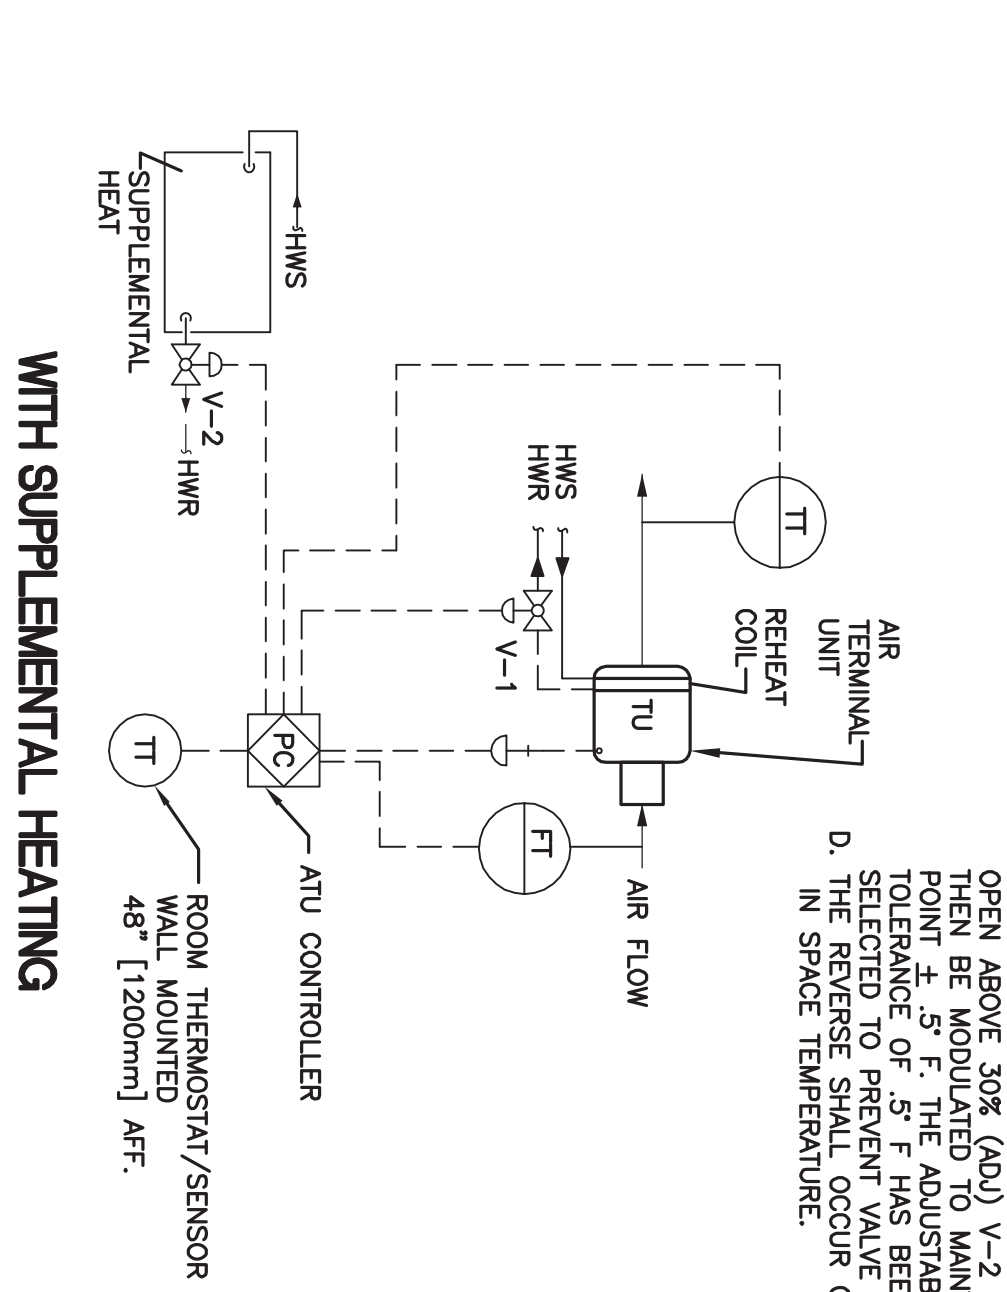 OPEN ABOVE 30% (ADJ) V-2
THEN BE MODULATED TO MAIN
POINT ± .5° F. THE ADJUSTAB
TOLERANCE OF .5° F HAS BEE
SELECTED TO PREVENT VALVE
D. THE REVERSE SHALL OCCUR
IN SPACE TEMPERATURE.
AIR
TERMINAL
UNIT
TT
REHEAT
COIL
TU
AIR FLOW
HWS
HWR
V-1
FT
HWS
SUPPLEMENTAL
HEAT
V-2
HWR
PC
TT
ATU CONTROLLER
ROOM THERMOSTAT/SENSOR
WALL MOUNTED
48" [1200mm] AFF.
WITH SUPPLEMENTAL HEATING